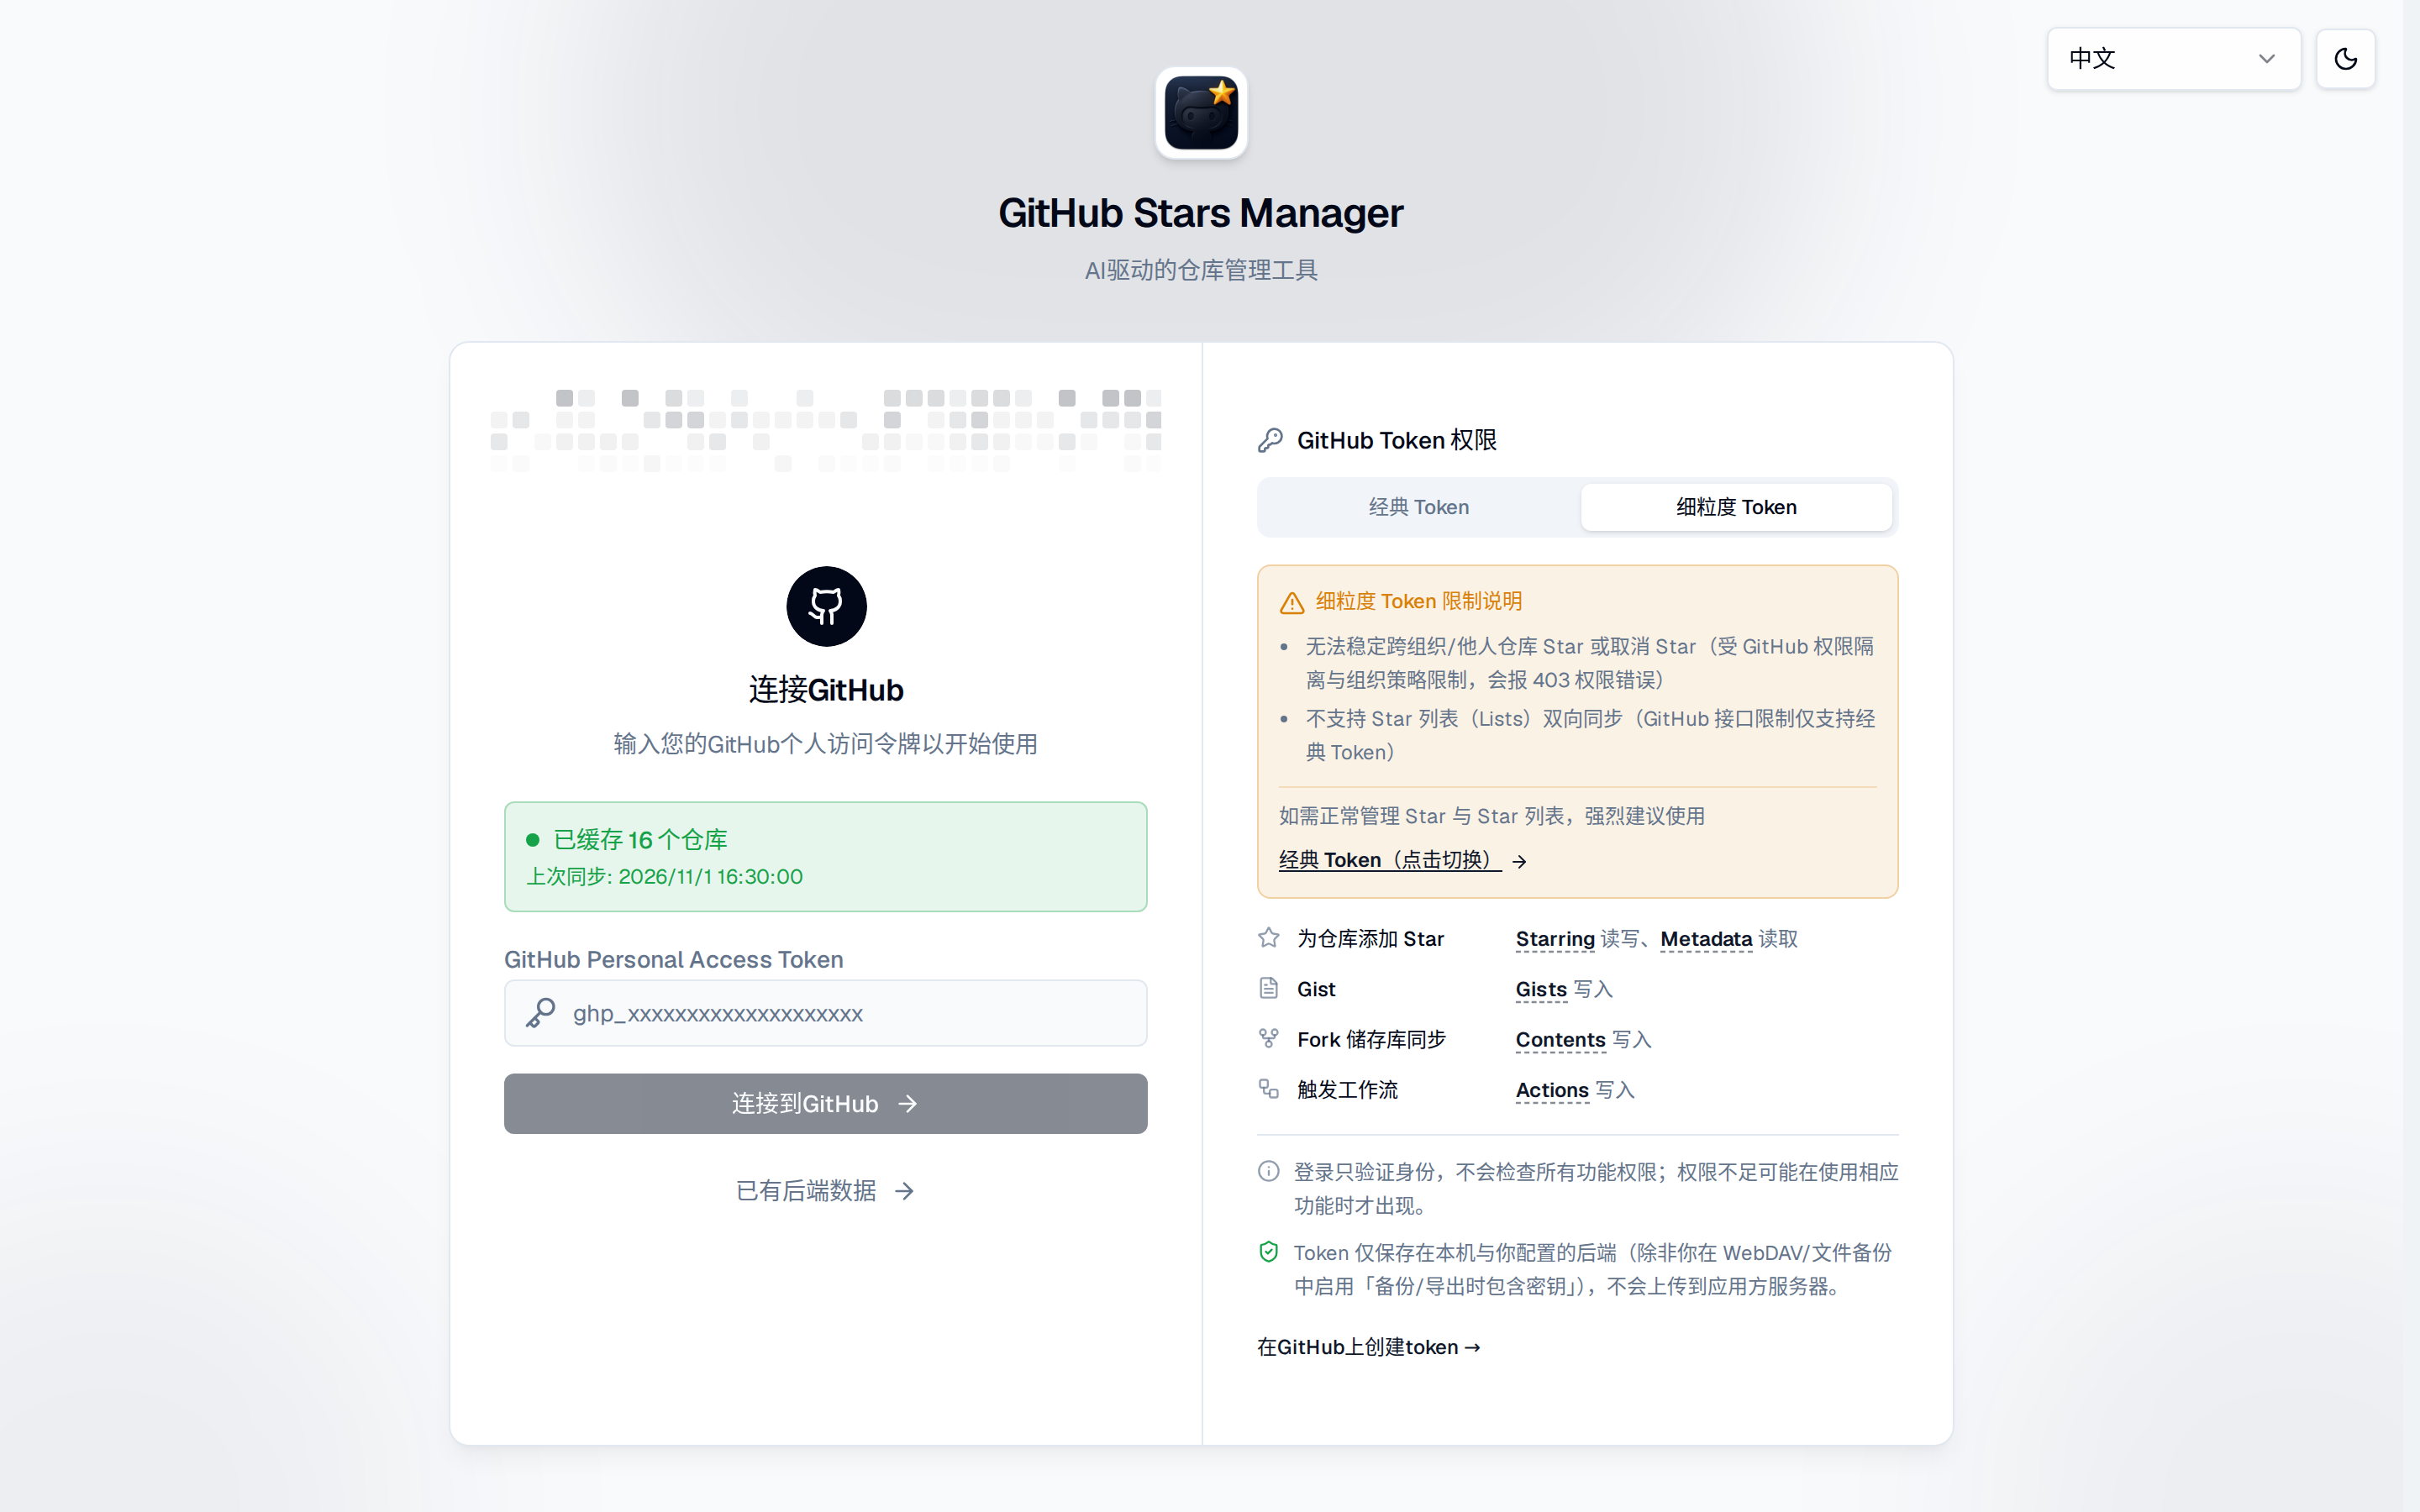 中文
GitHub Stars Manager
AI驱动的仓库管理工具
连接GitHub
输入您的GitHub个人访问令牌以开始使用
已缓存 16 个仓库
上次同步: 2026/11/1 16:30:00
GitHub Personal Access Token
ghp_xxxxxxxxxxxxxxxxxxxx
连接到GitHub →
已有后端数据 →
GitHub Token 权限
经典 Token
细粒度 Token
细粒度 Token 限制说明
• 无法稳定跨组织/他人仓库 Star 或取消 Star（受 GitHub 权限隔
离与组织策略限制，会报 403 权限错误）
• 不支持 Star 列表（Lists）双向同步（GitHub 接口限制仅支持经
典 Token）
如需正常管理 Star 与 Star 列表，强烈建议使用
经典 Token（点击切换） →
为仓库添加 Star Starring 读写、Metadata 读取
Gist Gists 写入
Fork 储存库同步 Contents 写入
触发工作流 Actions 写入
登录只验证身份，不会检查所有功能权限；权限不足可能在使用相应
功能时才出现。
Token 仅保存在本机与你配置的后端（除非你在 WebDAV/文件备份
中启用「备份/导出时包含密钥」），不会上传到应用方服务器。
在GitHub上创建token →